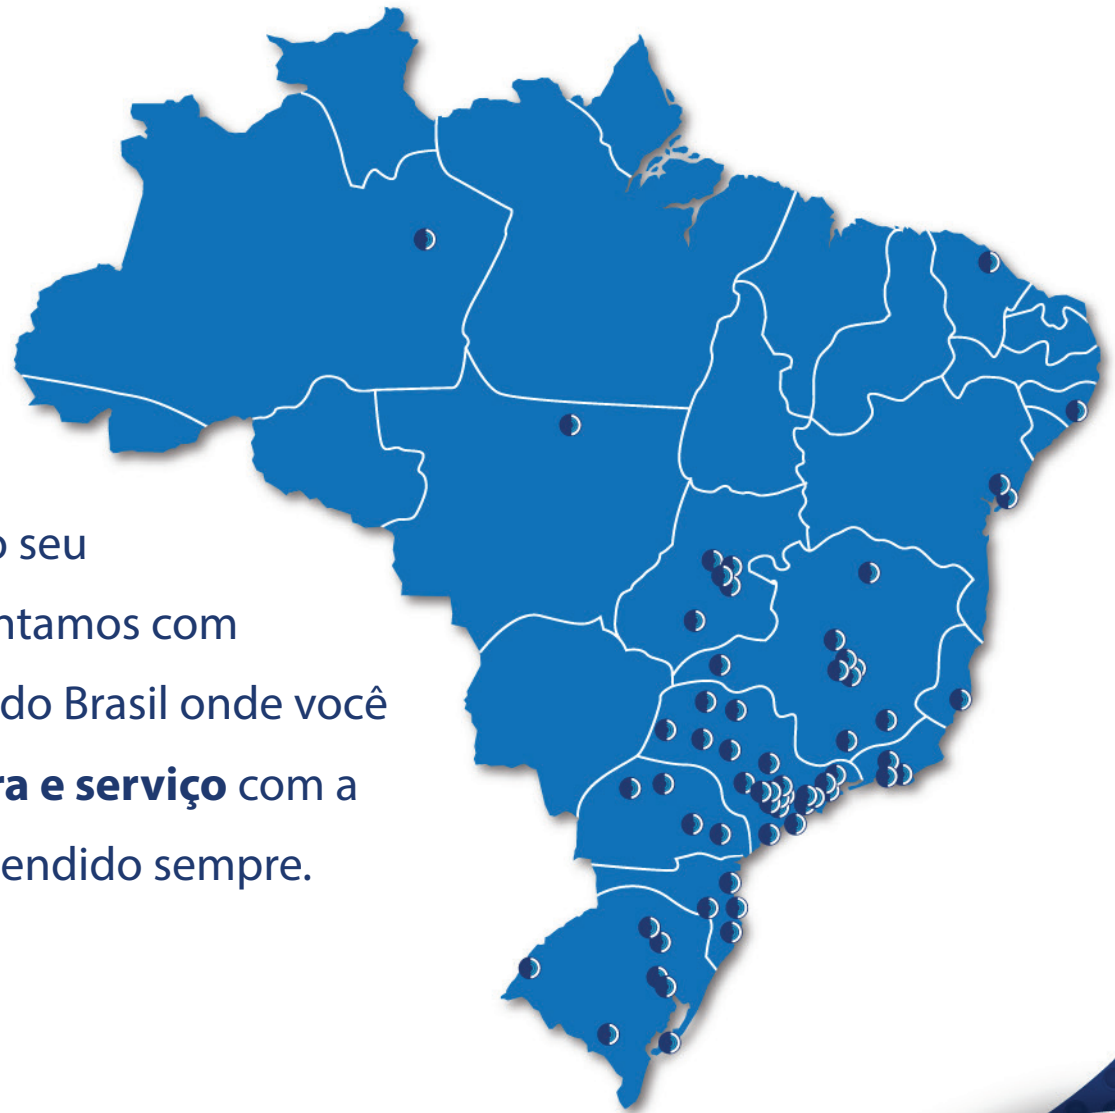 o seu
ntamos com
do Brasil onde você
ra e serviço com a
endido sempre.